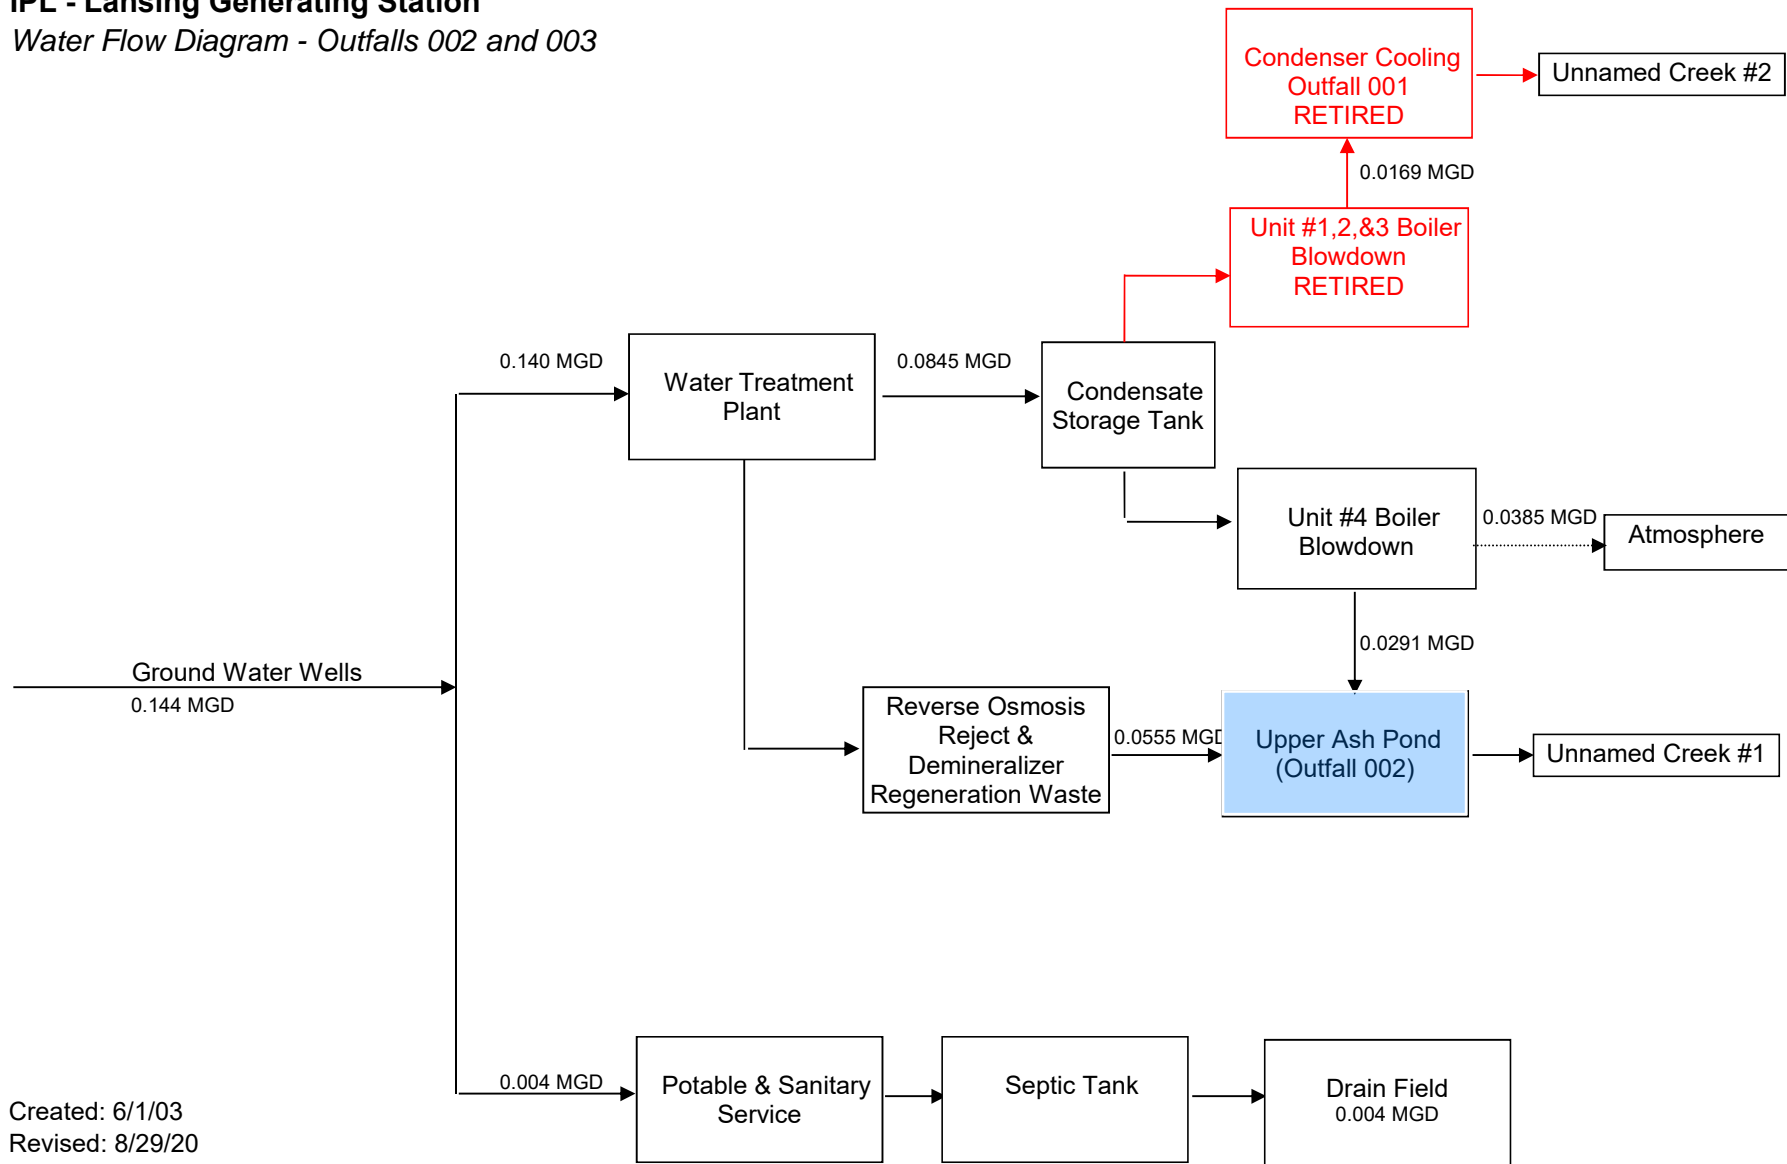 IPL - Lansing Generating Station
Water Flow Diagram - Outfalls 002 and 003
Condenser Cooling
Outfall 001
RETIRED
Unnamed Creek #2
0.0169 MGD
Unit #1,2,&3 Boiler
Blowdown
RETIRED
0.140 MGD
Water Treatment
Plant
0.0845 MGD
Condensate
Storage Tank
Unit #4 Boiler
Blowdown
0.0385 MGD
Atmosphere
0.0291 MGD
Ground Water Wells
0.144 MGD
Reverse Osmosis
Reject &
Demineralizer
Regeneration Waste
0.0555 MGD
Upper Ash Pond
(Outfall 002)
Unnamed Creek #1
0.004 MGD
Potable & Sanitary
Service
Septic Tank
Drain Field
0.004 MGD
Created: 6/1/03
Revised: 8/29/20